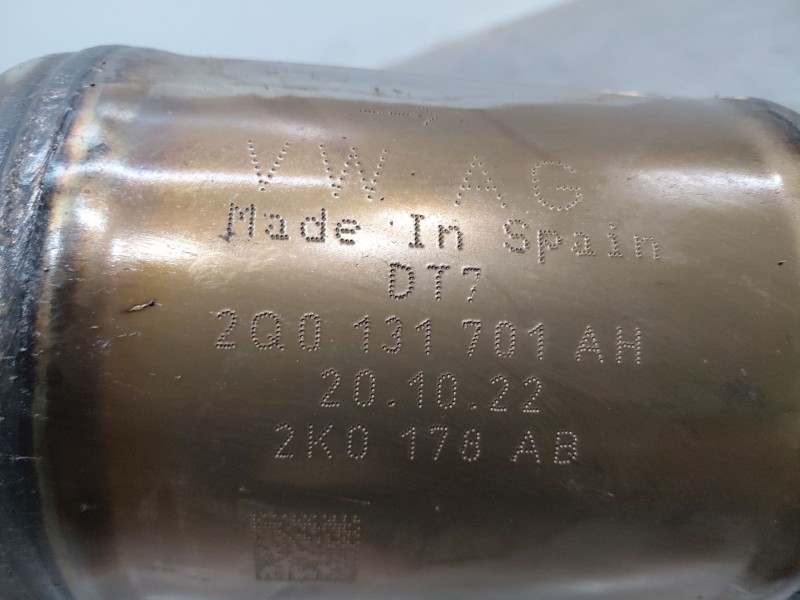 VW AG
Made In Spain
DT7
2Q0 131 701 AH
20.10.22
2K0 178 AB